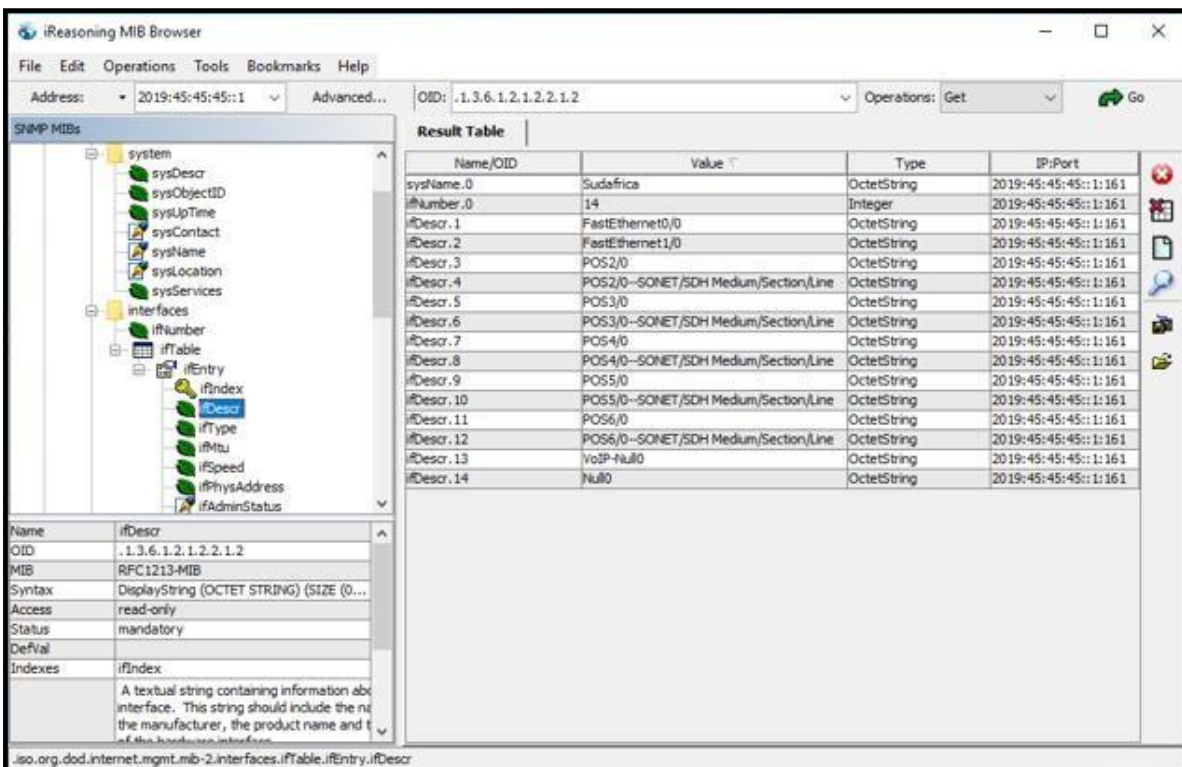 iReasoning MIB Browser
File Edit Operations Tools Bookmarks Help
Address: 2019:45:45:45::1 Advanced... OID: .1.3.6.1.2.1.2.2.1.2 Operations: Get Go
SNMP MIBs
system
sysDescr
sysObjectID
sysUpTime
sysContact
sysName
sysLocation
sysServices
interfaces
ifNumber
ifTable
ifEntry
ifIndex
ifDescr
ifType
ifMtu
ifSpeed
ifPhysAddress
ifAdminStatus
Name ifDescr
OID .1.3.6.1.2.1.2.2.1.2
MIB RFC1213-MIB
Syntax DisplayString (OCTET STRING) (SIZE (0...
Access read-only
Status mandatory
DefVal
Indexes ifIndex
A textual string containing information abo
interface. This string should include the na
the manufacturer, the product name and t
of the hardware interface.
Result Table
Name/OID Value Type IP:Port
sysName.0 Sudafrica OctetString 2019:45:45:45::1:161
ifNumber.0 14 Integer 2019:45:45:45::1:161
ifDescr.1 FastEthernet0/0 OctetString 2019:45:45:45::1:161
ifDescr.2 FastEthernet1/0 OctetString 2019:45:45:45::1:161
ifDescr.3 POS2/0 OctetString 2019:45:45:45::1:161
ifDescr.4 POS2/0--SONET/SDH Medium/Section/Line OctetString 2019:45:45:45::1:161
ifDescr.5 POS3/0 OctetString 2019:45:45:45::1:161
ifDescr.6 POS3/0--SONET/SDH Medium/Section/Line OctetString 2019:45:45:45::1:161
ifDescr.7 POS4/0 OctetString 2019:45:45:45::1:161
ifDescr.8 POS4/0--SONET/SDH Medium/Section/Line OctetString 2019:45:45:45::1:161
ifDescr.9 POS5/0 OctetString 2019:45:45:45::1:161
ifDescr.10 POS5/0--SONET/SDH Medium/Section/Line OctetString 2019:45:45:45::1:161
ifDescr.11 POS6/0 OctetString 2019:45:45:45::1:161
ifDescr.12 POS6/0--SONET/SDH Medium/Section/Line OctetString 2019:45:45:45::1:161
ifDescr.13 VoIP-Null0 OctetString 2019:45:45:45::1:161
ifDescr.14 Null0 OctetString 2019:45:45:45::1:161
.iso.org.dod.internet.mgmt.mib-2.interfaces.ifTable.ifEntry.ifDescr